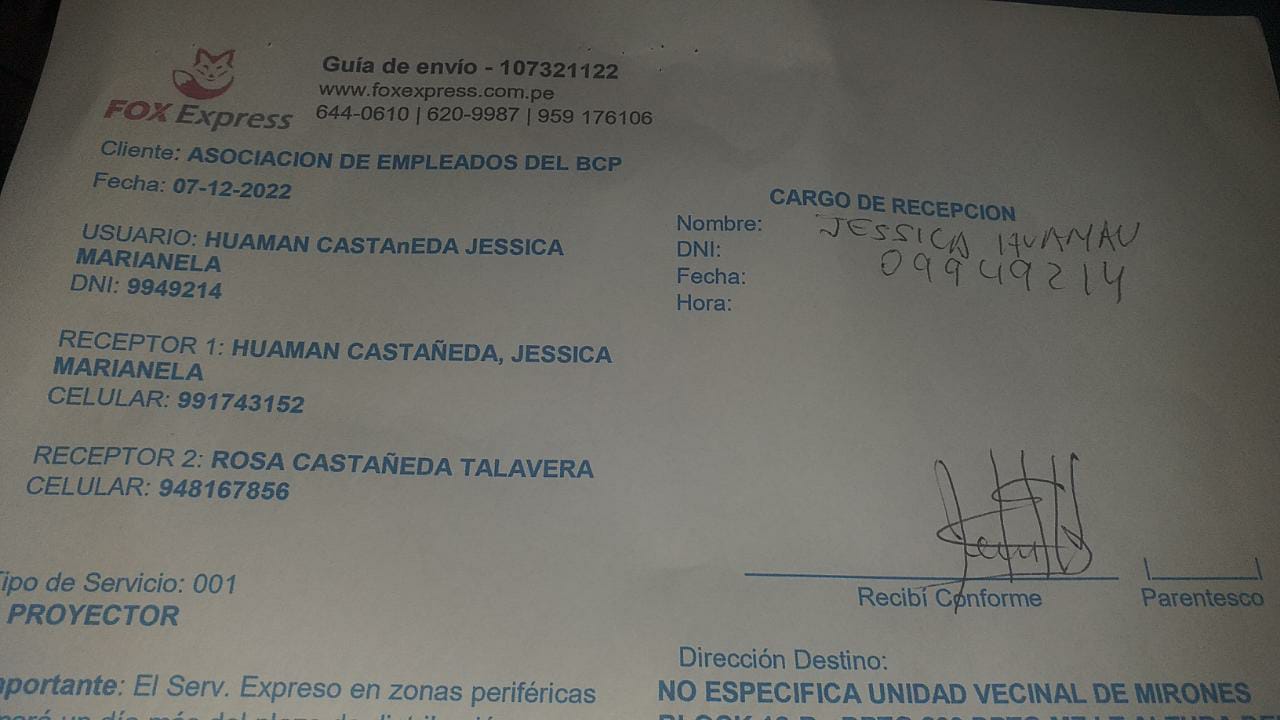 FOX Express
Guía de envío - 107321122
www.foxexpress.com.pe
644-0610 | 620-9987 | 959 176106
Cliente: ASOCIACION DE EMPLEADOS DEL BCP
Fecha: 07-12-2022
USUARIO: HUAMAN CASTAnEDA JESSICA
MARIANELA
DNI: 9949214
RECEPTOR 1: HUAMAN CASTAÑEDA, JESSICA
MARIANELA
CELULAR: 991743152
RECEPTOR 2: ROSA CASTAÑEDA TALAVERA
CELULAR: 948167856
Tipo de Servicio: 001
PROYECTOR
CARGO DE RECEPCION
Nombre: JESSICA HUAMAN
DNI: 09949214
Fecha:
Hora:
Recibí Conforme
Parentesco
Dirección Destino:
NO ESPECIFICA UNIDAD VECINAL DE MIRONES
mportante: El Serv. Expreso en zonas periféricas